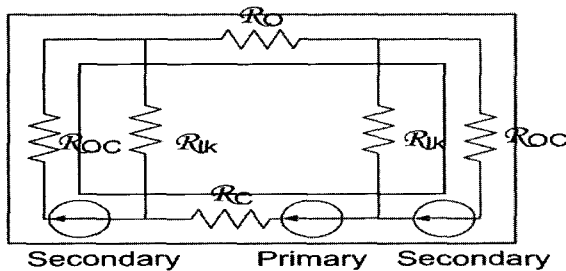 ℛO
ℛOC ℛlk ℛlk ℛOC
ℛC
Secondary Primary Secondary